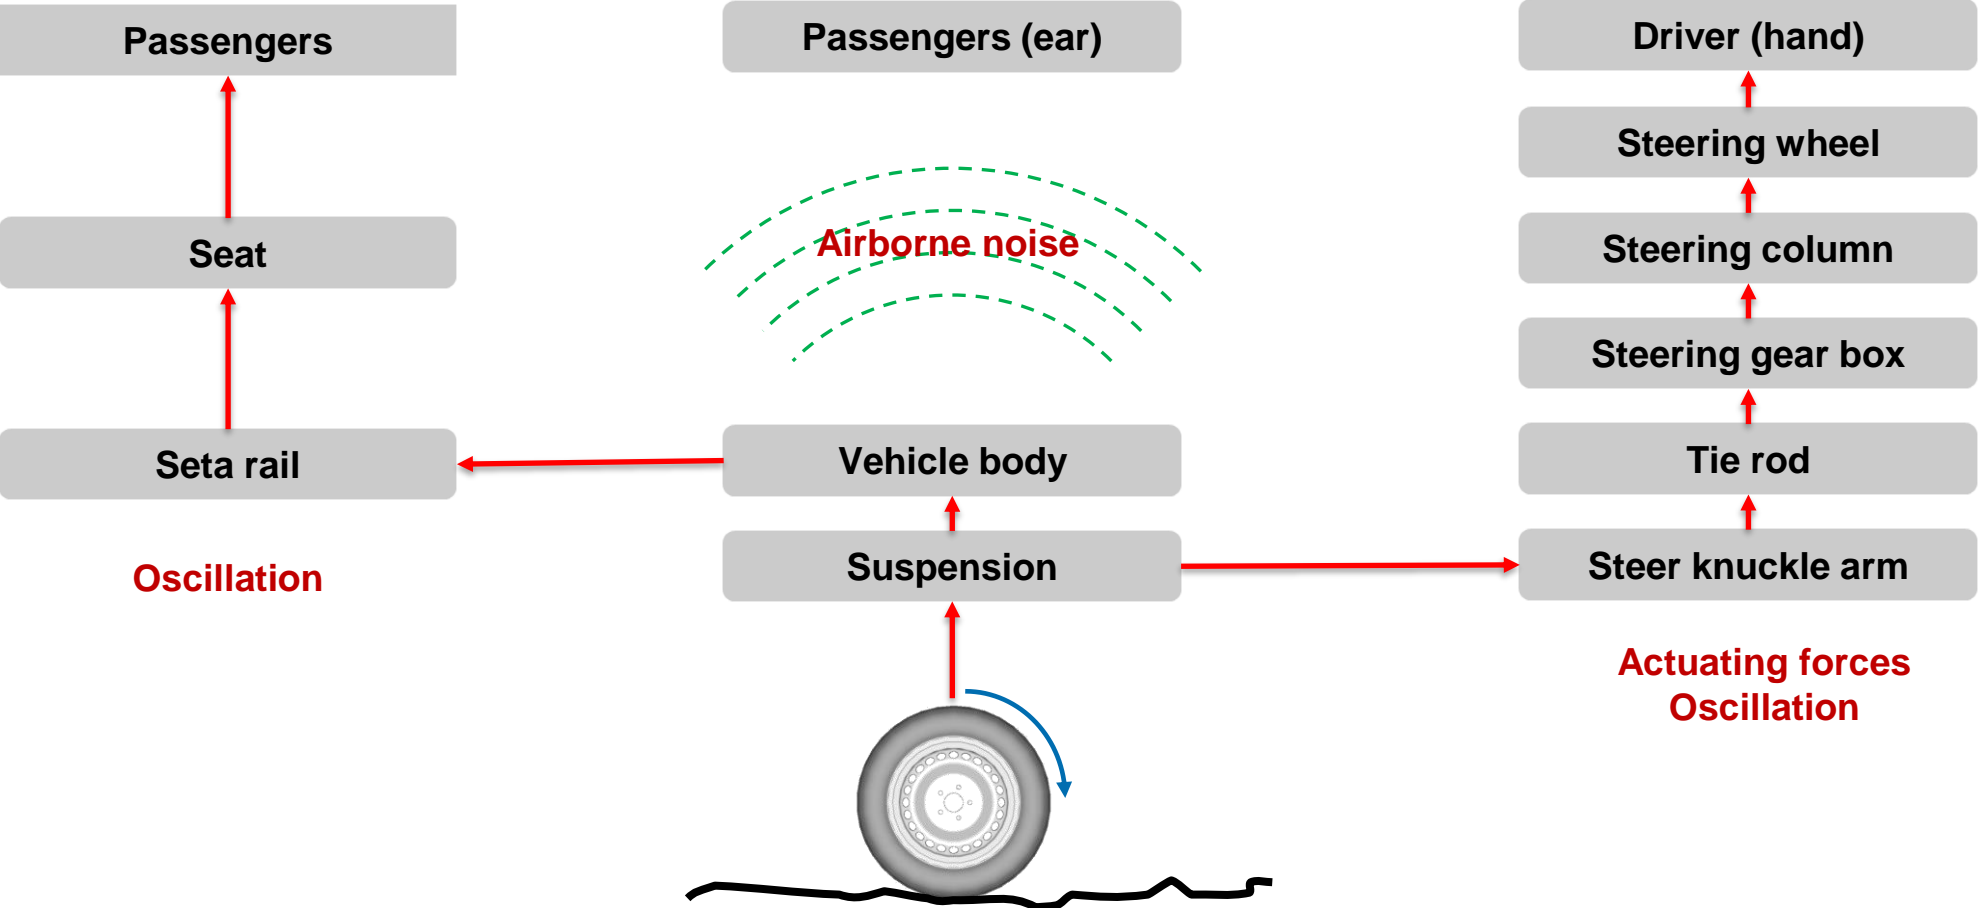 Passengers
Passengers (ear)
Driver (hand)
Steering wheel
Seat
Airborne noise
Steering column
Steering gear box
Seta rail
Vehicle body
Tie rod
Oscillation
Suspension
Steer knuckle arm
Actuating forces
Oscillation